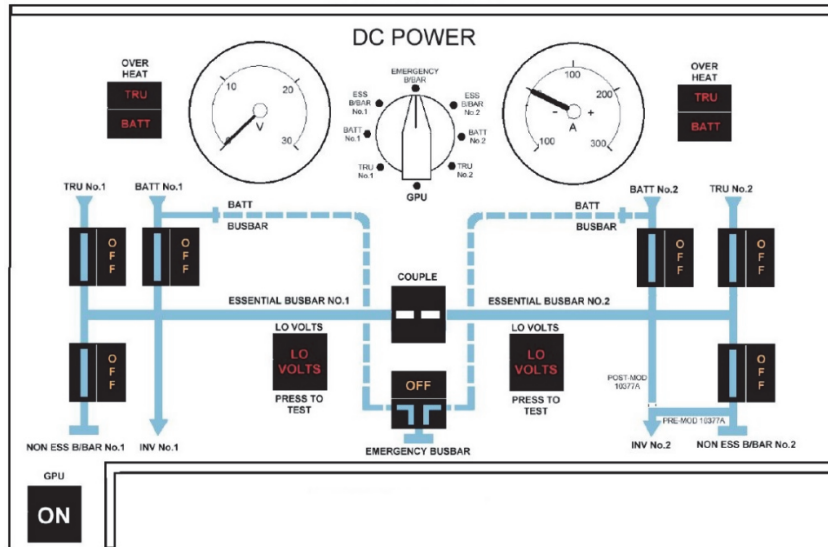 DC POWER
OVER
HEAT
TRU
BATT
10
20
30
V
EMERGENCY
B/BAR
ESS
B/BAR
No.1
BATT
No.1
TRU
No.1
GPU
ESS
B/BAR
No.2
BATT
No.2
TRU
No.2
100
200
- +
A
100
300
OVER
HEAT
TRU
BATT
TRU No.1
BATT No.1
BATT
BUSBAR
BATT
BUSBAR
BATT No.2
TRU No.2
OFF
OFF
OFF
OFF
COUPLE
ESSENTIAL BUSBAR NO.1
ESSENTIAL BUSBAR NO.2
LO VOLTS
LO
VOLTS
PRESS TO
TEST
LO VOLTS
LO
VOLTS
PRESS TO
TEST
OFF
OFF
OFF
POST-MOD
10377A
PRE-MOD 10377A
NON ESS B/BAR No.1
INV No.1
EMERGENCY BUSBAR
INV No.2
NON ESS B/BAR No.2
GPU
ON